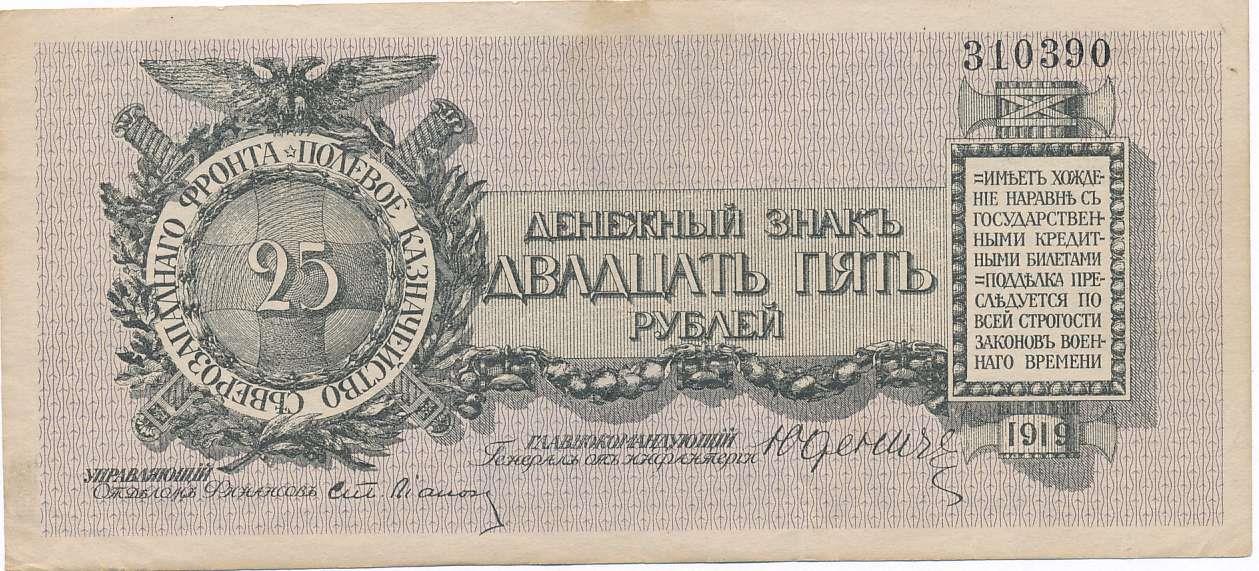 310390
ПОЛЕВОЕ КАЗНАЧЕЙСТВО СѢВЕРОЗАПАДНАГО ФРОНТА
25
ДЕНЕЖНЫЙ ЗНАКЪ
ДВАДЦАТЬ ПЯТЬ
РУБЛЕЙ
=ИМѢЕТЪ ХОЖДЕ-
НІЕ НАРАВНѢ СЪ
ГОСУДАРСТВЕН-
НЫМИ КРЕДИТ-
НЫМИ БИЛЕТАМИ
=ПОДДѢЛКА ПРЕ-
СЛѢДУЕТСЯ ПО
ВСЕЙ СТРОГОСТИ
ЗАКОНОВЪ ВОЕН-
НАГО ВРЕМЕНИ
1919
ГЛАВНОКОМАНДУЮЩІЙ
Генералъ отъ инфантеріи Юденичъ
УПРАВЛЯЮЩІЙ
Отдѣломъ Финансовъ